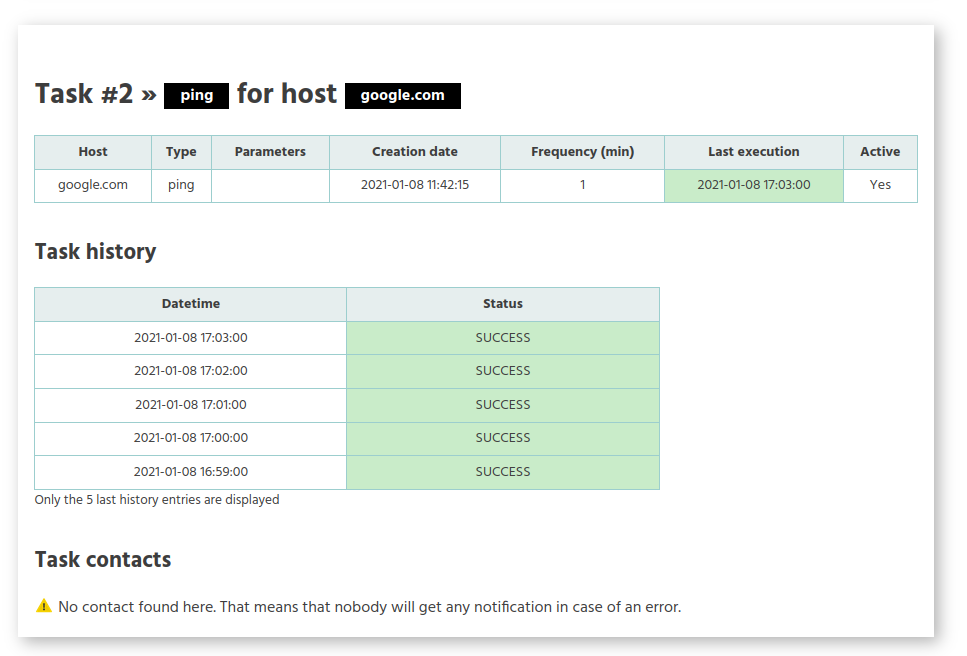 Task #2 » ping for host google.com
Host Type Parameters Creation date Frequency (min) Last execution Active
google.com ping 2021-01-08 11:42:15 1 2021-01-08 17:03:00 Yes
Task history
Datetime Status
2021-01-08 17:03:00 SUCCESS
2021-01-08 17:02:00 SUCCESS
2021-01-08 17:01:00 SUCCESS
2021-01-08 17:00:00 SUCCESS
2021-01-08 16:59:00 SUCCESS
Only the 5 last history entries are displayed
Task contacts
No contact found here. That means that nobody will get any notification in case of an error.